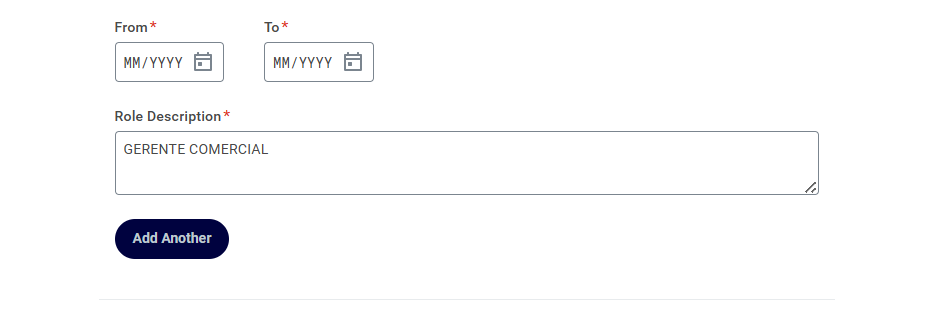 From* To*
MM/YYYY MM/YYYY
Role Description*
GERENTE COMERCIAL
Add Another